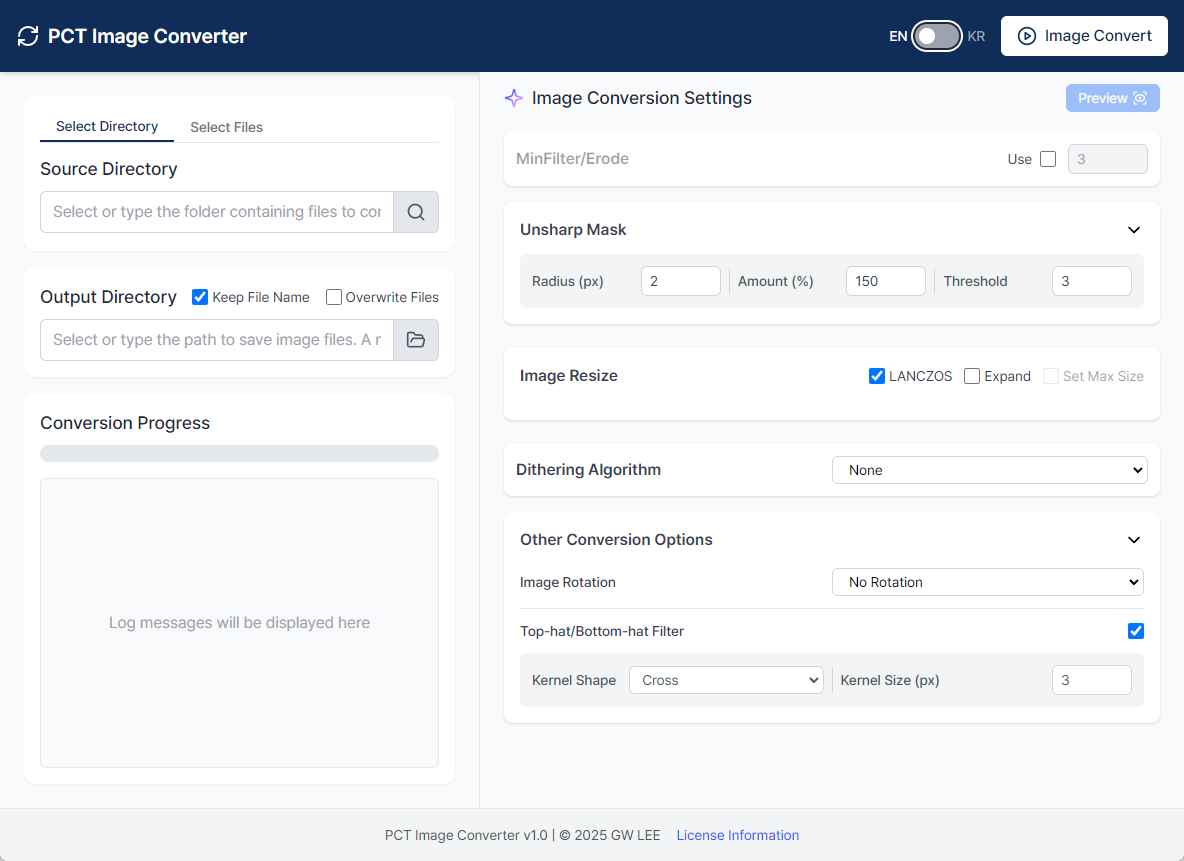 PCT Image Converter
EN
KR
Image Convert
Select Directory
Select Files
Source Directory
Select or type the folder containing files to cor
Output Directory
Keep File Name
Overwrite Files
Select or type the path to save image files. A r
Conversion Progress
Log messages will be displayed here
Image Conversion Settings
Preview
MinFilter/Erode
Use
3
Unsharp Mask
Radius (px)
2
Amount (%)
150
Threshold
3
Image Resize
LANCZOS
Expand
Set Max Size
Dithering Algorithm
None
Other Conversion Options
Image Rotation
No Rotation
Top-hat/Bottom-hat Filter
Kernel Shape
Cross
Kernel Size (px)
3
PCT Image Converter v1.0 | © 2025 GW LEE
License Information